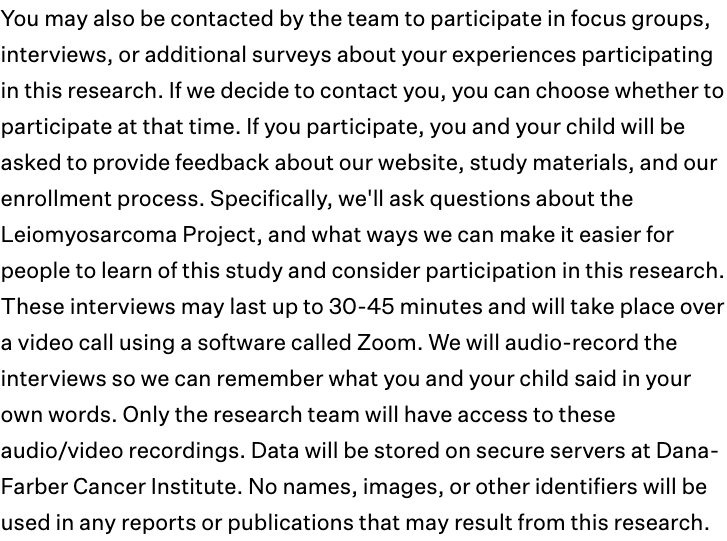 You may also be contacted by the team to participate in focus groups,
interviews, or additional surveys about your experiences participating
in this research. If we decide to contact you, you can choose whether to
participate at that time. If you participate, you and your child will be
asked to provide feedback about our website, study materials, and our
enrollment process. Specifically, we'll ask questions about the
Leiomyosarcoma Project, and what ways we can make it easier for
people to learn of this study and consider participation in this research.
These interviews may last up to 30-45 minutes and will take place over
a video call using a software called Zoom. We will audio-record the
interviews so we can remember what you and your child said in your
own words. Only the research team will have access to these
audio/video recordings. Data will be stored on secure servers at Dana-
Farber Cancer Institute. No names, images, or other identifiers will be
used in any reports or publications that may result from this research.